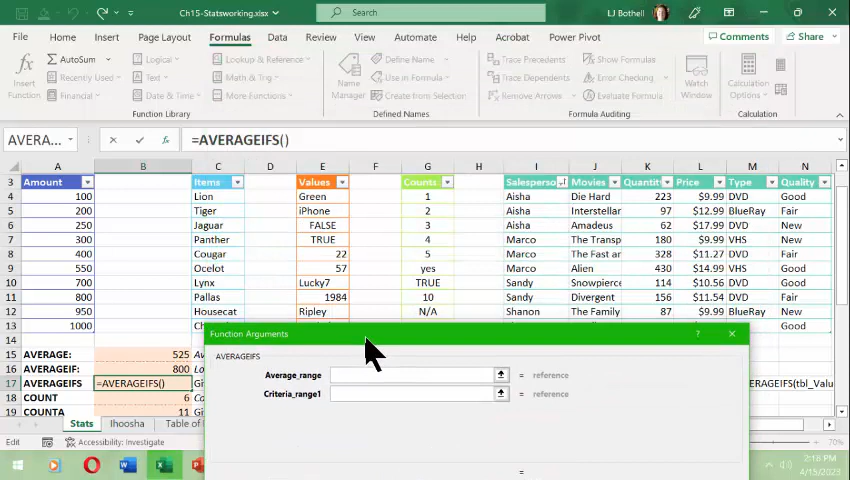 Ch15-Statsworking.xlsx
Search
LJ Bothell
File Home Insert Page Layout Formulas Data Review View Automate Help Acrobat Power Pivot Comments Share
fx Insert Function
AutoSum
Recently Used
Financial
Logical
Text
Date & Time
Lookup & Reference
Math & Trig
More Functions
Function Library
Name Manager
Define Name
Use in Formula
Create from Selection
Defined Names
Trace Precedents
Trace Dependents
Remove Arrows
Show Formulas
Error Checking
Evaluate Formula
Formula Auditing
Watch Window
Calculation Options
Calculation
AVERA... fx =AVERAGEIFS()
A B C D E F G H I J K L M N
3 Amount Items Values Counts Salesperso Movies Quantity Price Type Quality
4 100 Lion Green 1 Aisha Die Hard 223 $9.99 DVD Good
5 200 Tiger iPhone 2 Aisha Interstellar 97 $12.99 BlueRay Fair
6 250 Jaguar FALSE 3 Aisha Amadeus 62 $9.99 DVD New
7 300 Panther TRUE 4 Marco The Transp 180 $9.99 VHS New
8 400 Cougar 22 5 Marco The Fast ar 328 $11.27 DVD Fair
9 550 Ocelot 57 yes Marco Alien 430 $14.99 VHS Good
10 700 Lynx Lucky7 TRUE Sandy Snowpierce 114 $10.56 DVD Good
11 800 Pallas 1984 10 Sandy Divergent 156 $11.54 DVD Fair
12 950 Housecat Ripley N/A Shanon The Family 87 $9.99 BlueRay New
13 1000 Good
Function Arguments ?
15 AVERAGE: 525
AVERAGEIFS
16 AVERAGEIF: 800
Average_range = reference
17 AVERAGEIFS =AVERAGEIFS() AVERAGEIFS(tbl_Valu
Criteria_range1 = reference
18 COUNT 6
19 COUNTA 11
Stats Ihoosha Table of
Edit Accessibility: Investigate 70%
=
2:18 PM
4/15/2023